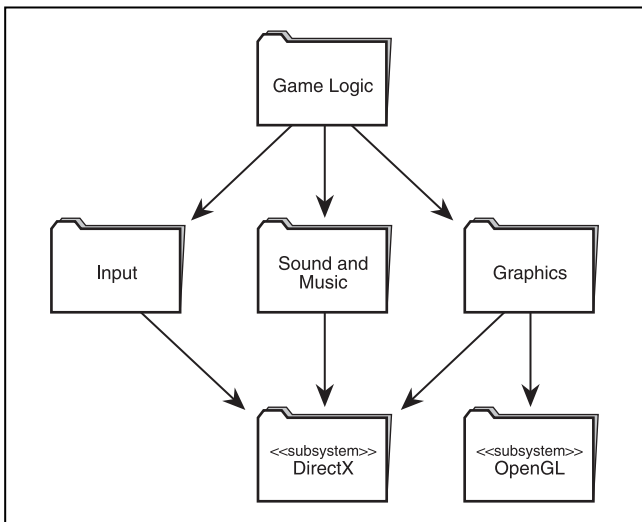 Game Logic
Input
Sound and
Music
Graphics
<<subsystem>>
DirectX
<<subsystem>>
OpenGL